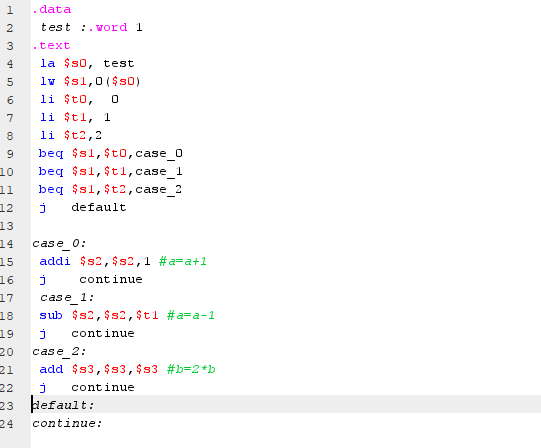 1 .data
2 test :.word 1
3 .text
4 la $s0, test
5 lw $s1,0($s0)
6 li $t0, 0
7 li $t1, 1
8 li $t2,2
9 beq $s1,$t0,case_0
10 beq $s1,$t1,case_1
11 beq $s1,$t2,case_2
12 j default
13
14 case_0:
15 addi $s2,$s2,1 #a=a+1
16 j continue
17 case_1:
18 sub $s2,$s2,$t1 #a=a-1
19 j continue
20 case_2:
21 add $s3,$s3,$s3 #b=2*b
22 j continue
23 default:
24 continue: